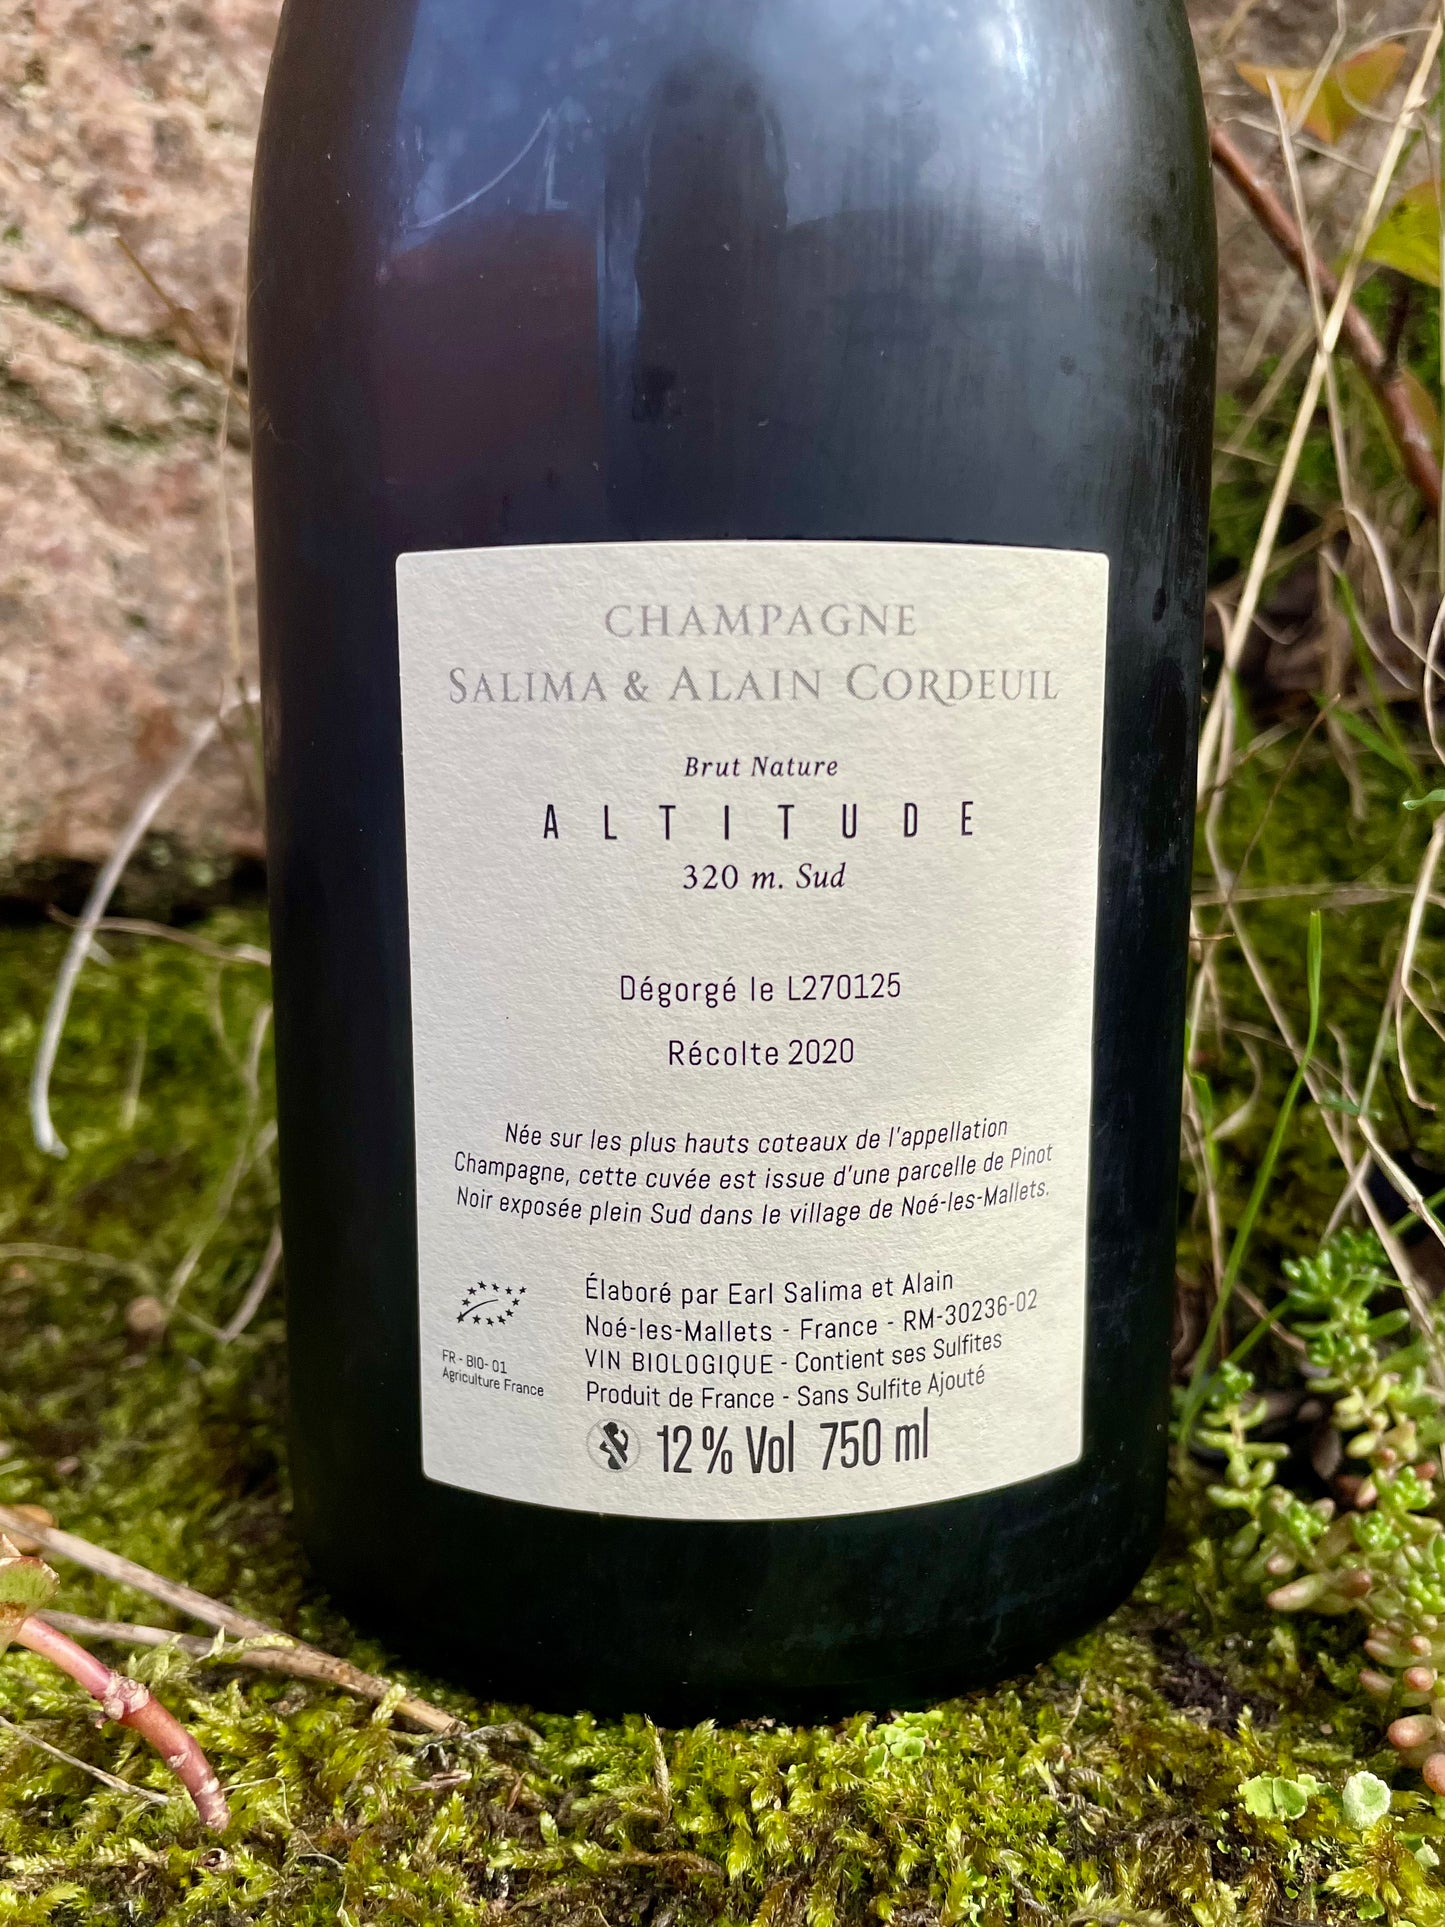 CHAMPAGNE
SALIMA & ALAIN CORDEUIL
Brut Nature
ALTITUDE
320 m. Sud
Dégorgé le L270125
Récolte 2020
Née sur les plus hauts coteaux de l'appellation
Champagne, cette cuvée est issue d'une parcelle de Pinot
Noir exposée plein Sud dans le village de Noé-les-Mallets.
FR - BIO- 01
Agriculture France
Élaboré par Earl Salima et Alain
Noé-les-Mallets - France - RM-30236-02
VIN BIOLOGIQUE - Contient ses Sulfites
Produit de France - Sans Sulfite Ajouté
12 % Vol 750 ml